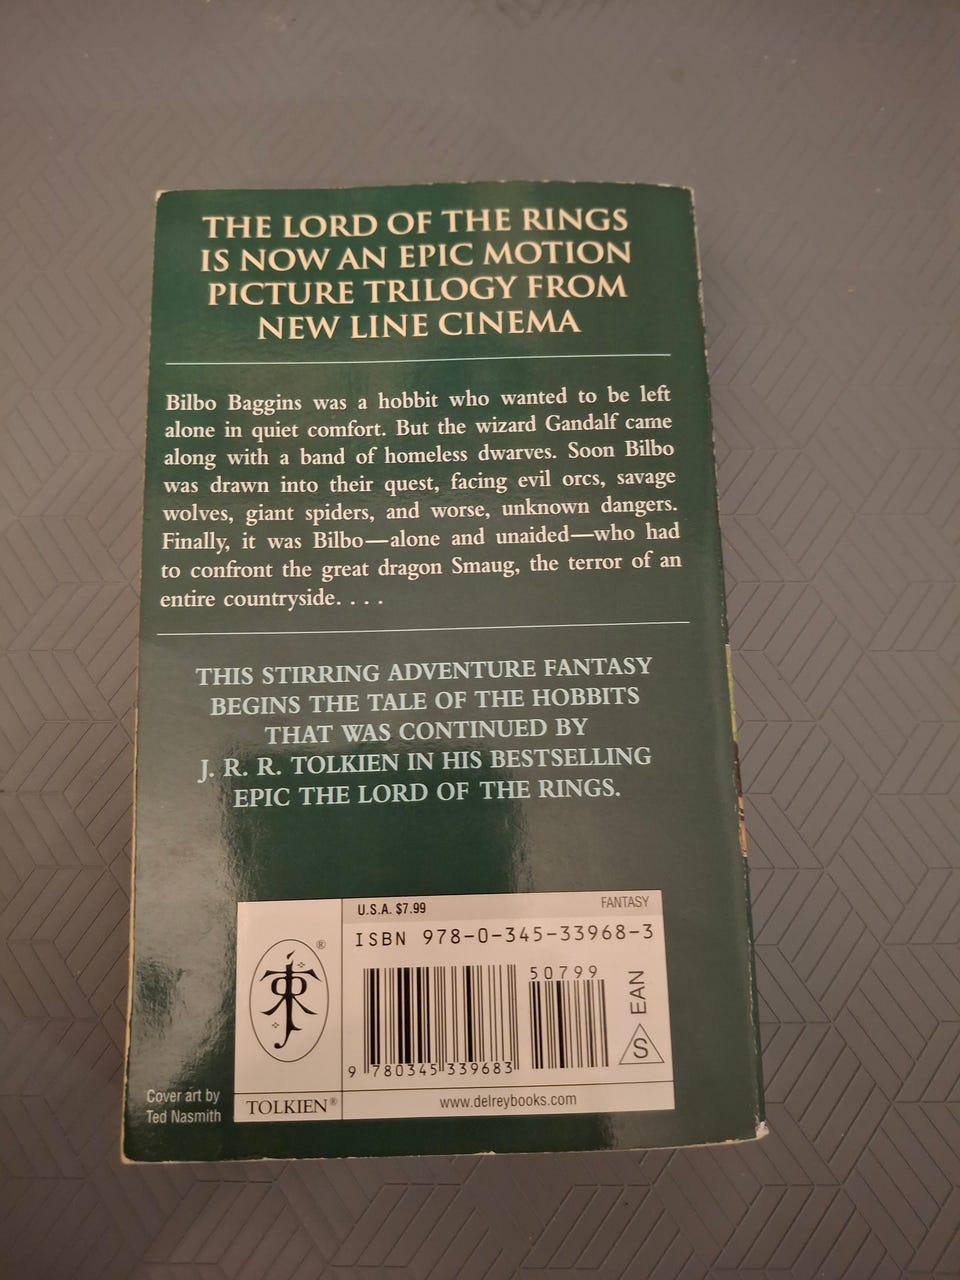 THE LORD OF THE RINGS
IS NOW AN EPIC MOTION
PICTURE TRILOGY FROM
NEW LINE CINEMA
Bilbo Baggins was a hobbit who wanted to be left
alone in quiet comfort. But the wizard Gandalf came
along with a band of homeless dwarves. Soon Bilbo
was drawn into their quest, facing evil orcs, savage
wolves, giant spiders, and worse, unknown dangers.
Finally, it was Bilbo—alone and unaided—who had
to confront the great dragon Smaug, the terror of an
entire countryside. . . .
THIS STIRRING ADVENTURE FANTASY
BEGINS THE TALE OF THE HOBBITS
THAT WAS CONTINUED BY
J. R. R. TOLKIEN IN HIS BESTSELLING
EPIC THE LORD OF THE RINGS.
U.S.A. $7.99 FANTASY
ISBN 978-0-345-33968-3
®
50799
EAN
S
9 780345 339683
Cover art by
Ted Nasmith
TOLKIEN®
www.delreybooks.com